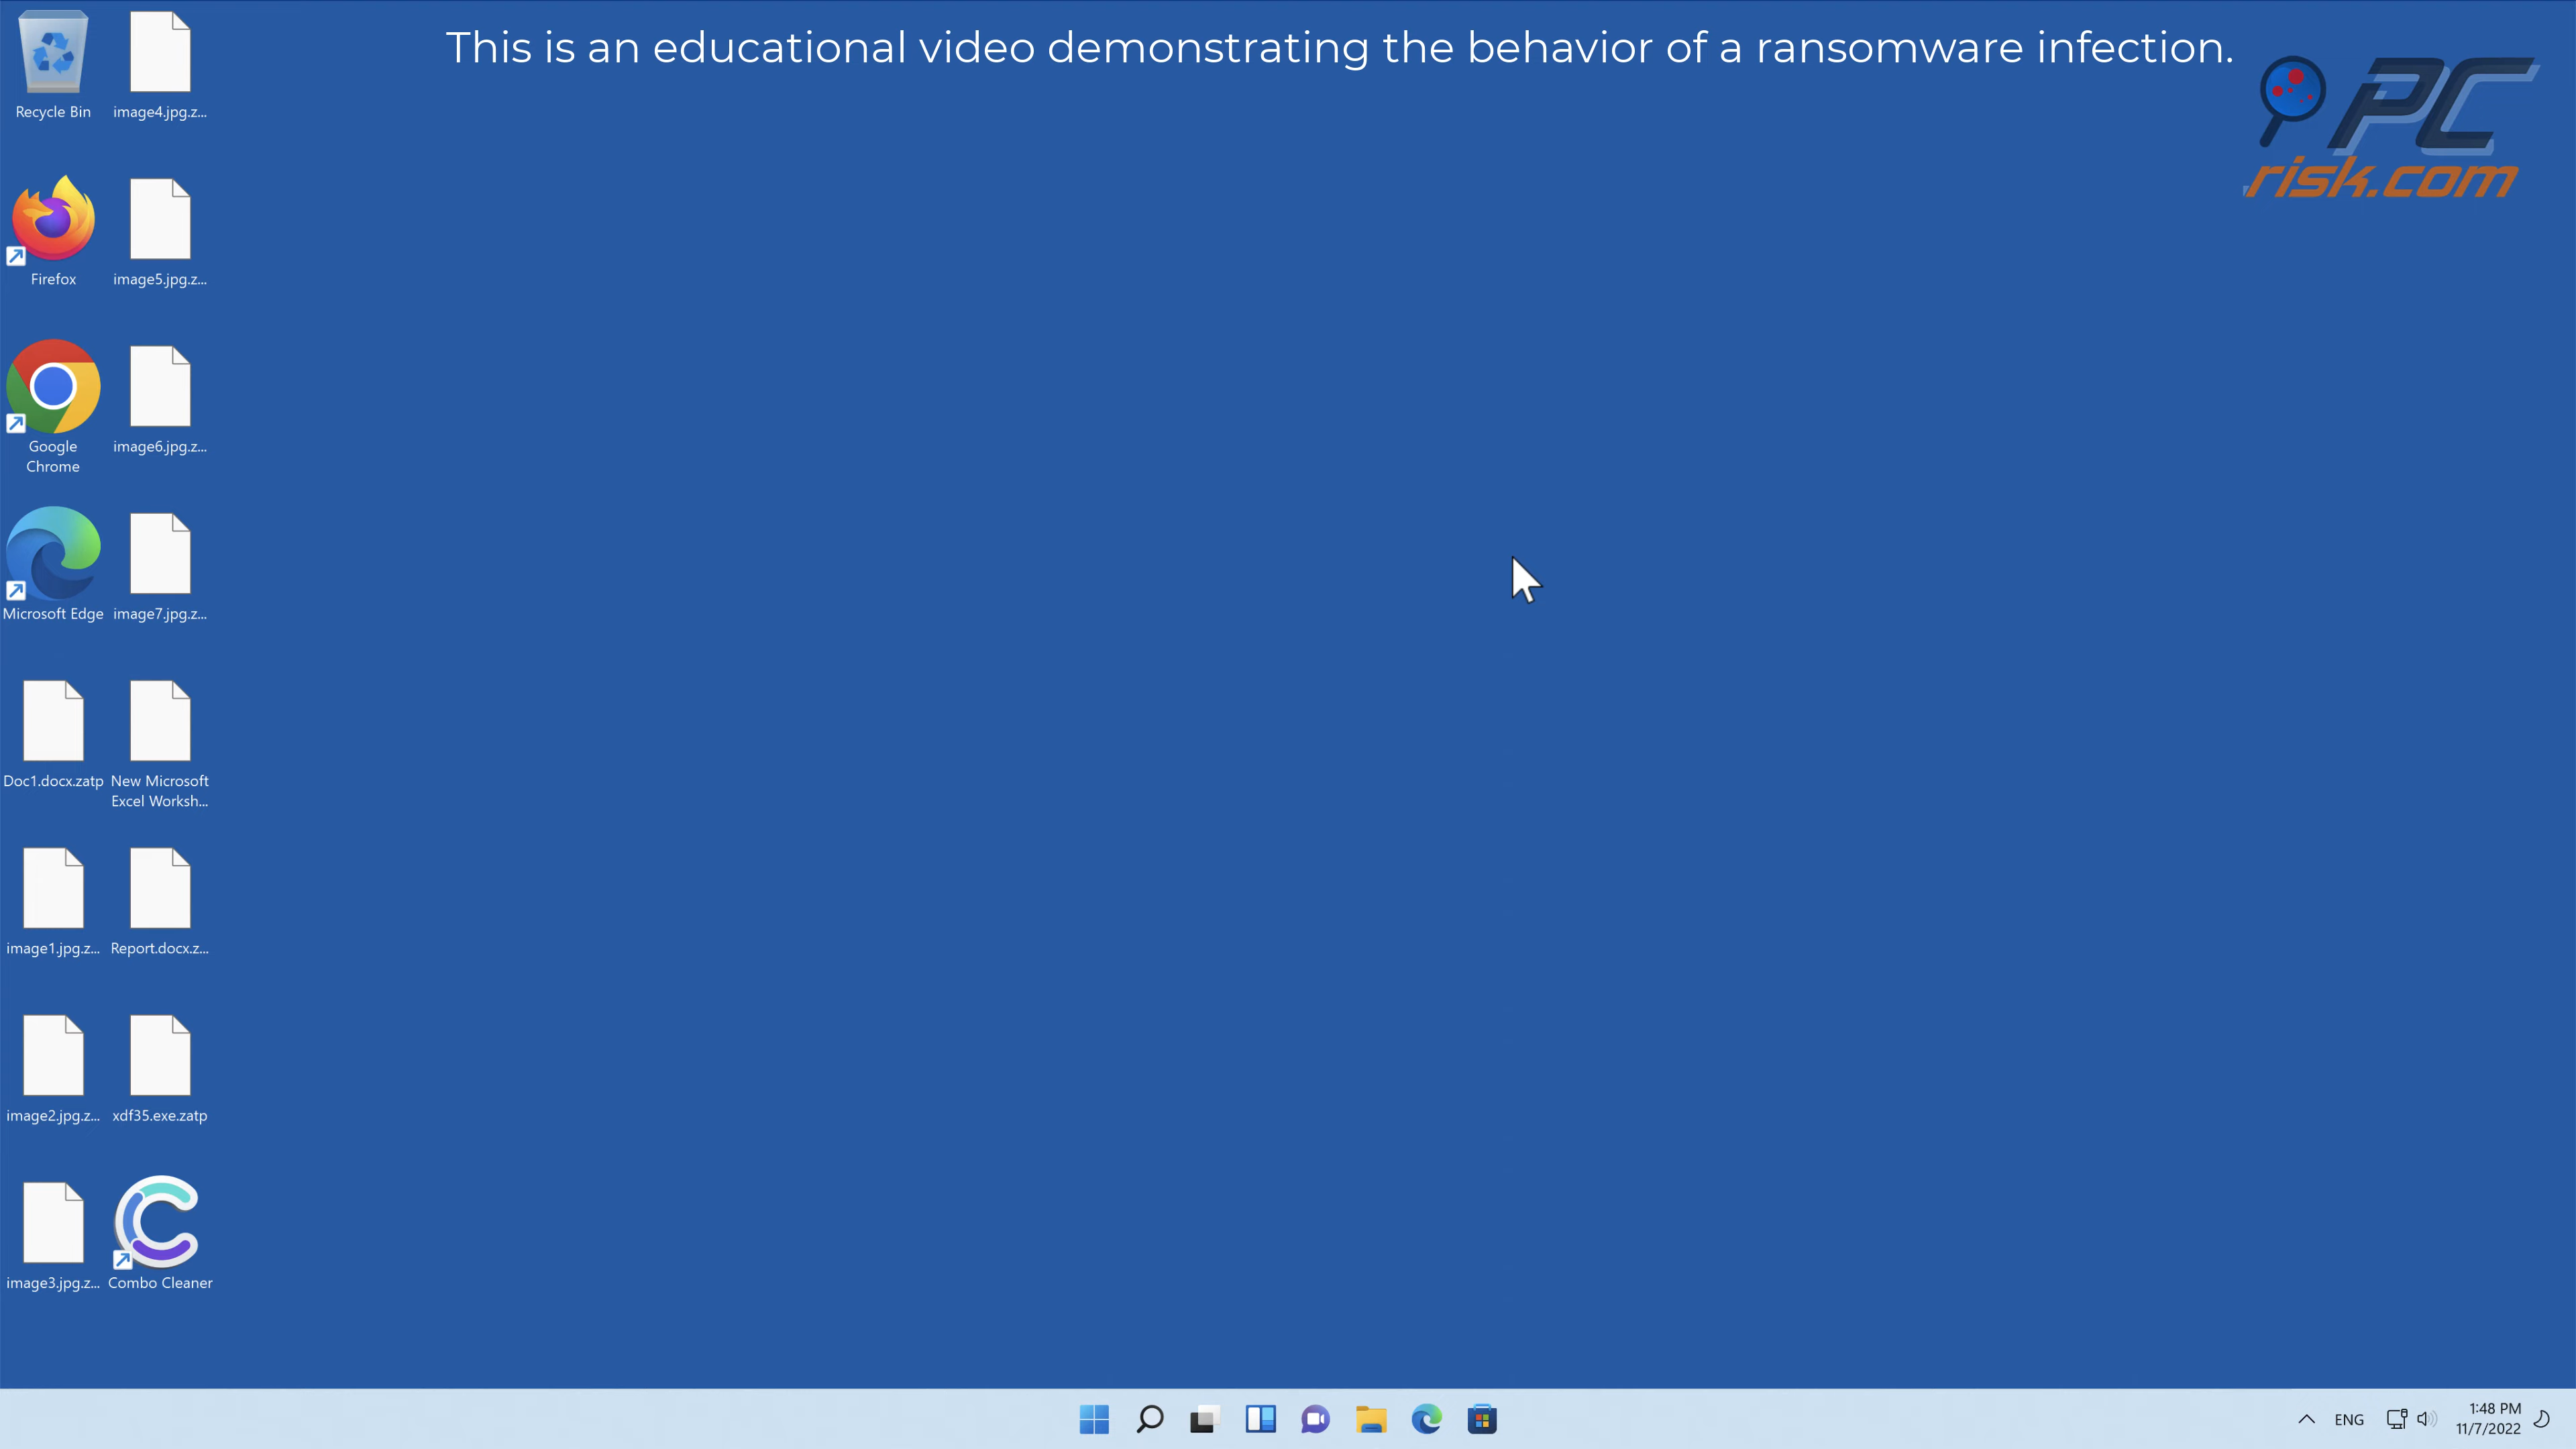 This is an educational video demonstrating the behavior of a ransomware infection.
PC
risk.com
Recycle Bin
image4.jpg.z...
Firefox
image5.jpg.z...
Google
Chrome
image6.jpg.z...
Microsoft Edge
image7.jpg.z...
Doc1.docx.zatp
New Microsoft
Excel Worksh...
image1.jpg.z...
Report.docx.z...
image2.jpg.z...
xdf35.exe.zatp
image3.jpg.z...
Combo Cleaner
ENG
1:48 PM
11/7/2022